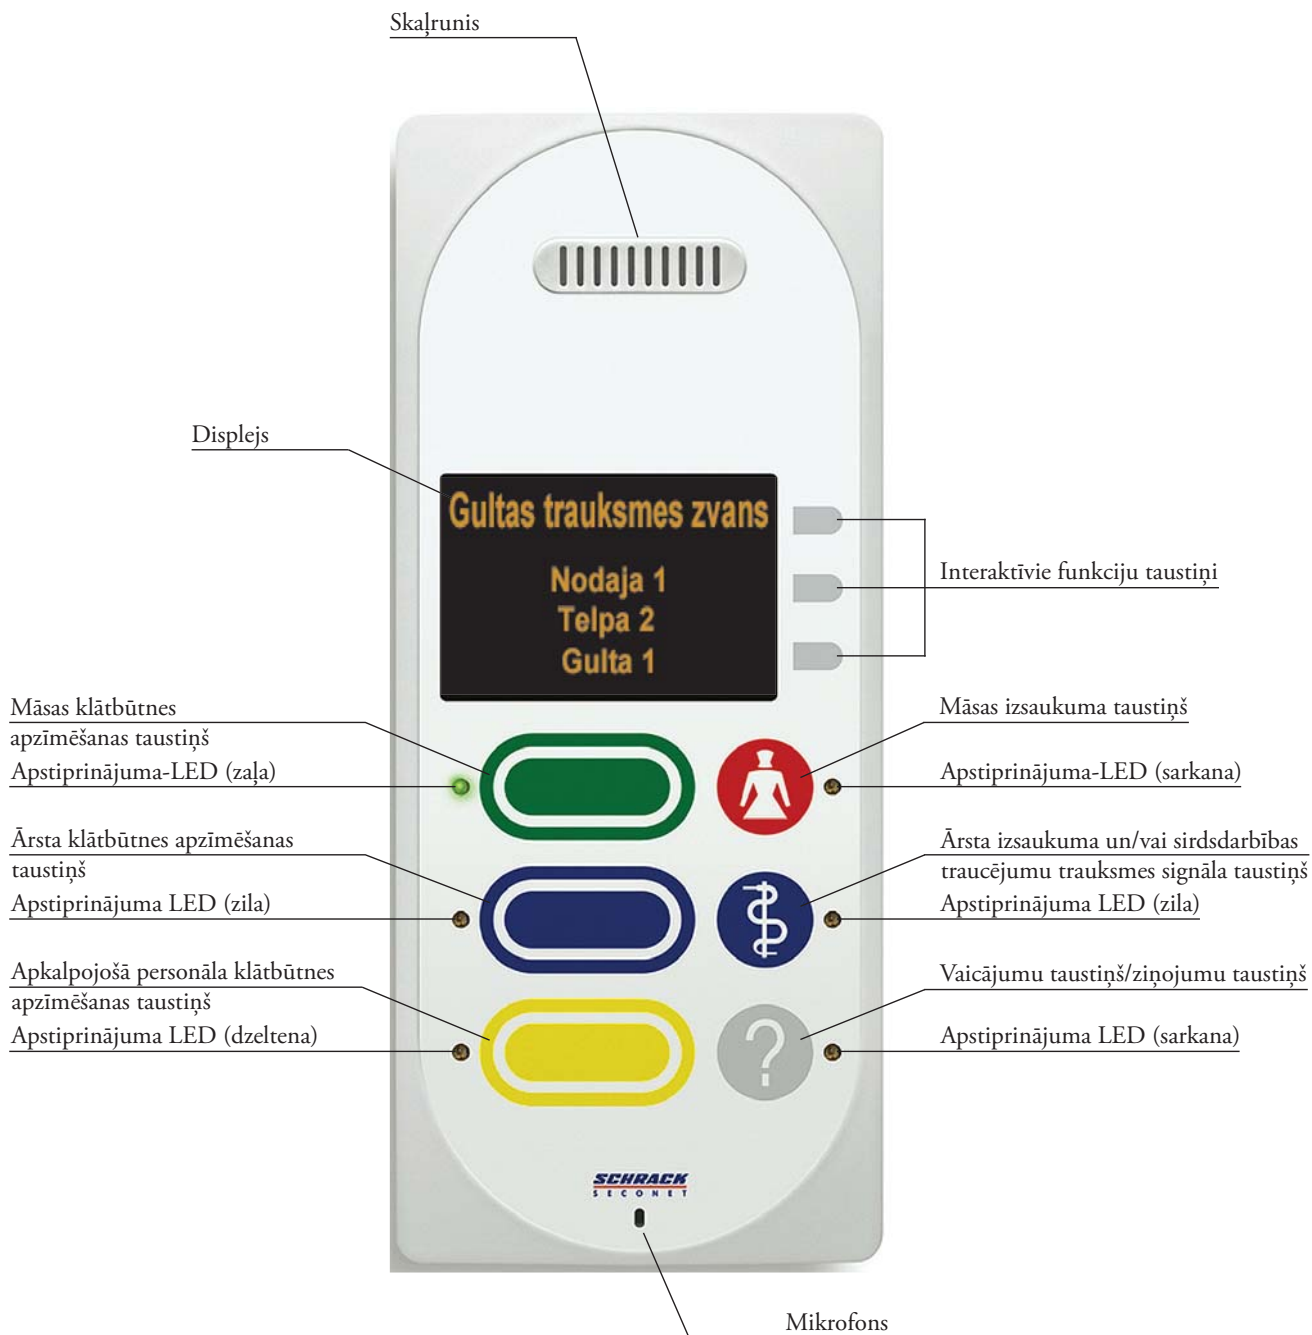 Skaļrunis
Displejs
Gultas trauksmes zvans
Nodaja 1
Telpa 2
Gulta 1
Interaktīvie funkciju taustiņi
Māsas klātbūtnes
apzīmēšanas taustiņš
Apstiprinājuma-LED (zaļa)
Māsas izsaukuma taustiņš
Apstiprinājuma-LED (sarkana)
Ārsta klātbūtnes apzīmēšanas
taustiņš
Apstiprinājuma LED (zila)
Ārsta izsaukuma un/vai sirdsdarbības
traucējumu trauksmes signāla taustiņš
Apstiprinājuma LED (zila)
Apkalpojošā personāla klātbūtnes
apzīmēšanas taustiņš
Apstiprinājuma LED (dzeltena)
Vaicājumu taustiņš/ziņojumu taustiņš
Apstiprinājuma LED (sarkana)
?
SCHRACK
SECONET
Mikrofons